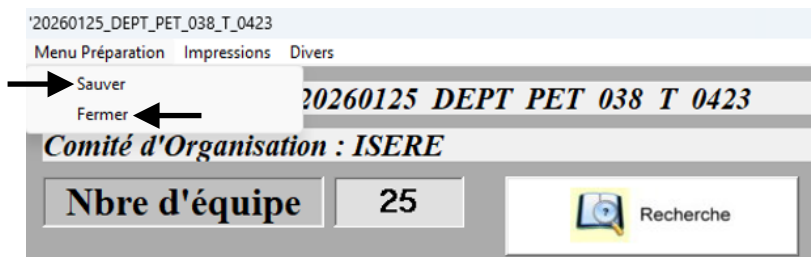 '20260125_DEPT_PET_038_T_0423
Menu Préparation Impressions Divers
Sauver
20260125 DEPT PET 038 T 0423
Fermer
Comité d'Organisation : ISERE
Nbre d'équipe 25 Recherche